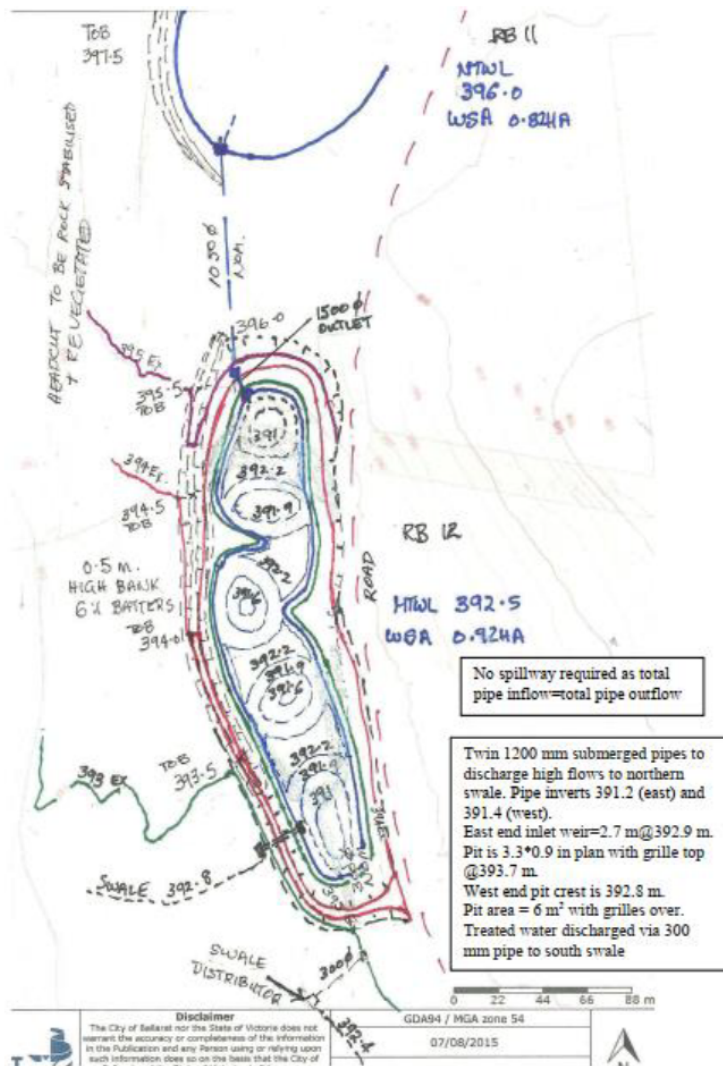 TOB
397.5
RB 11
NTWL
396.0
WSA 0.82HA
HEADCUT TO BE ROCK STABILISED
+ REVEGETATED
1050 ϕ
NOM.
1500 ϕ
OUTLET
396.0
395 EX
395.5
TOB
391
392.2
391.9
394 EX.
394.5
TOB
RB 12
ROAD
0.5 m.
HIGH BANK
6:1 BATTERS
TOB
394.0
392.2
391.6
NTWL 392.5
WSA 0.92HA
392.2
391.9
391.6
No spillway required as total
pipe inflow=total pipe outflow
393 EX
TOB
393.5
392.2
391.9
391
Twin 1200 mm submerged pipes to
discharge high flows to northern
swale. Pipe inverts 391.2 (east) and
391.4 (west).
East end inlet weir=2.7 m@392.9 m.
Pit is 3.3*0.9 in plan with grille top
@393.7 m.
West end pit crest is 392.8 m.
Pit area = 6 m² with grilles over.
Treated water discharged via 300
mm pipe to south swale
SWALE 392.8
SWALE
DISTRIBUTOR
300ϕ
392.4
0 22 44 66 88 m
Disclaimer
The City of Ballarat nor the State of Victoria does not
warrant the accuracy or completeness of the information
in the Publication and any Person using or relying upon
such information does so on the basis that the City of
GDA94 / MGA zone 54
07/08/2015
N